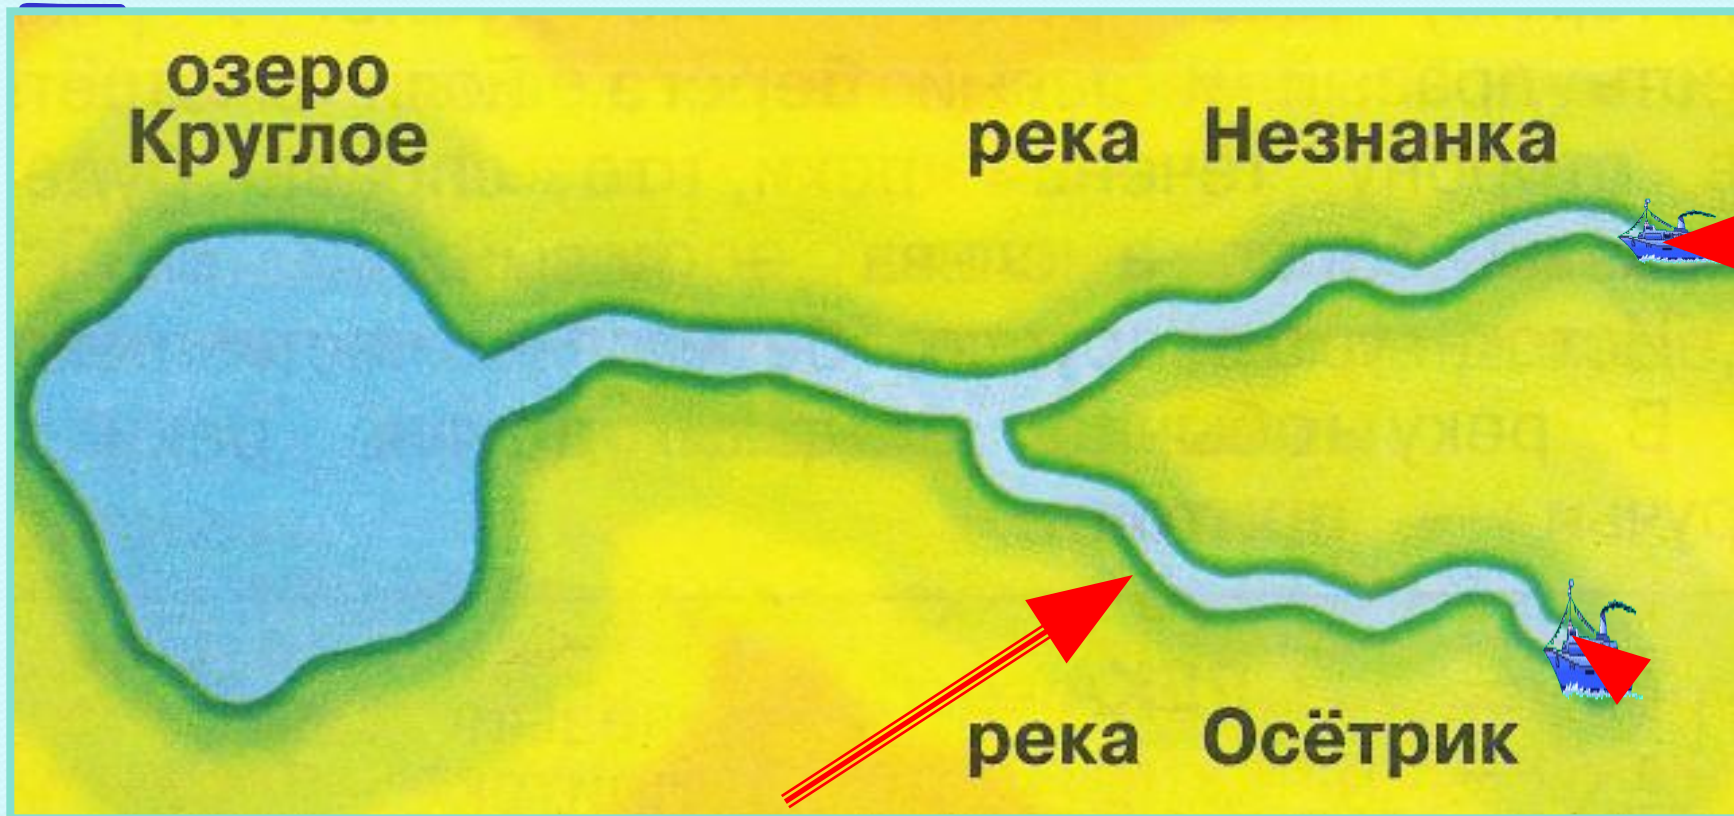 озеро
Круглое
река Незнанка
река Осётрик